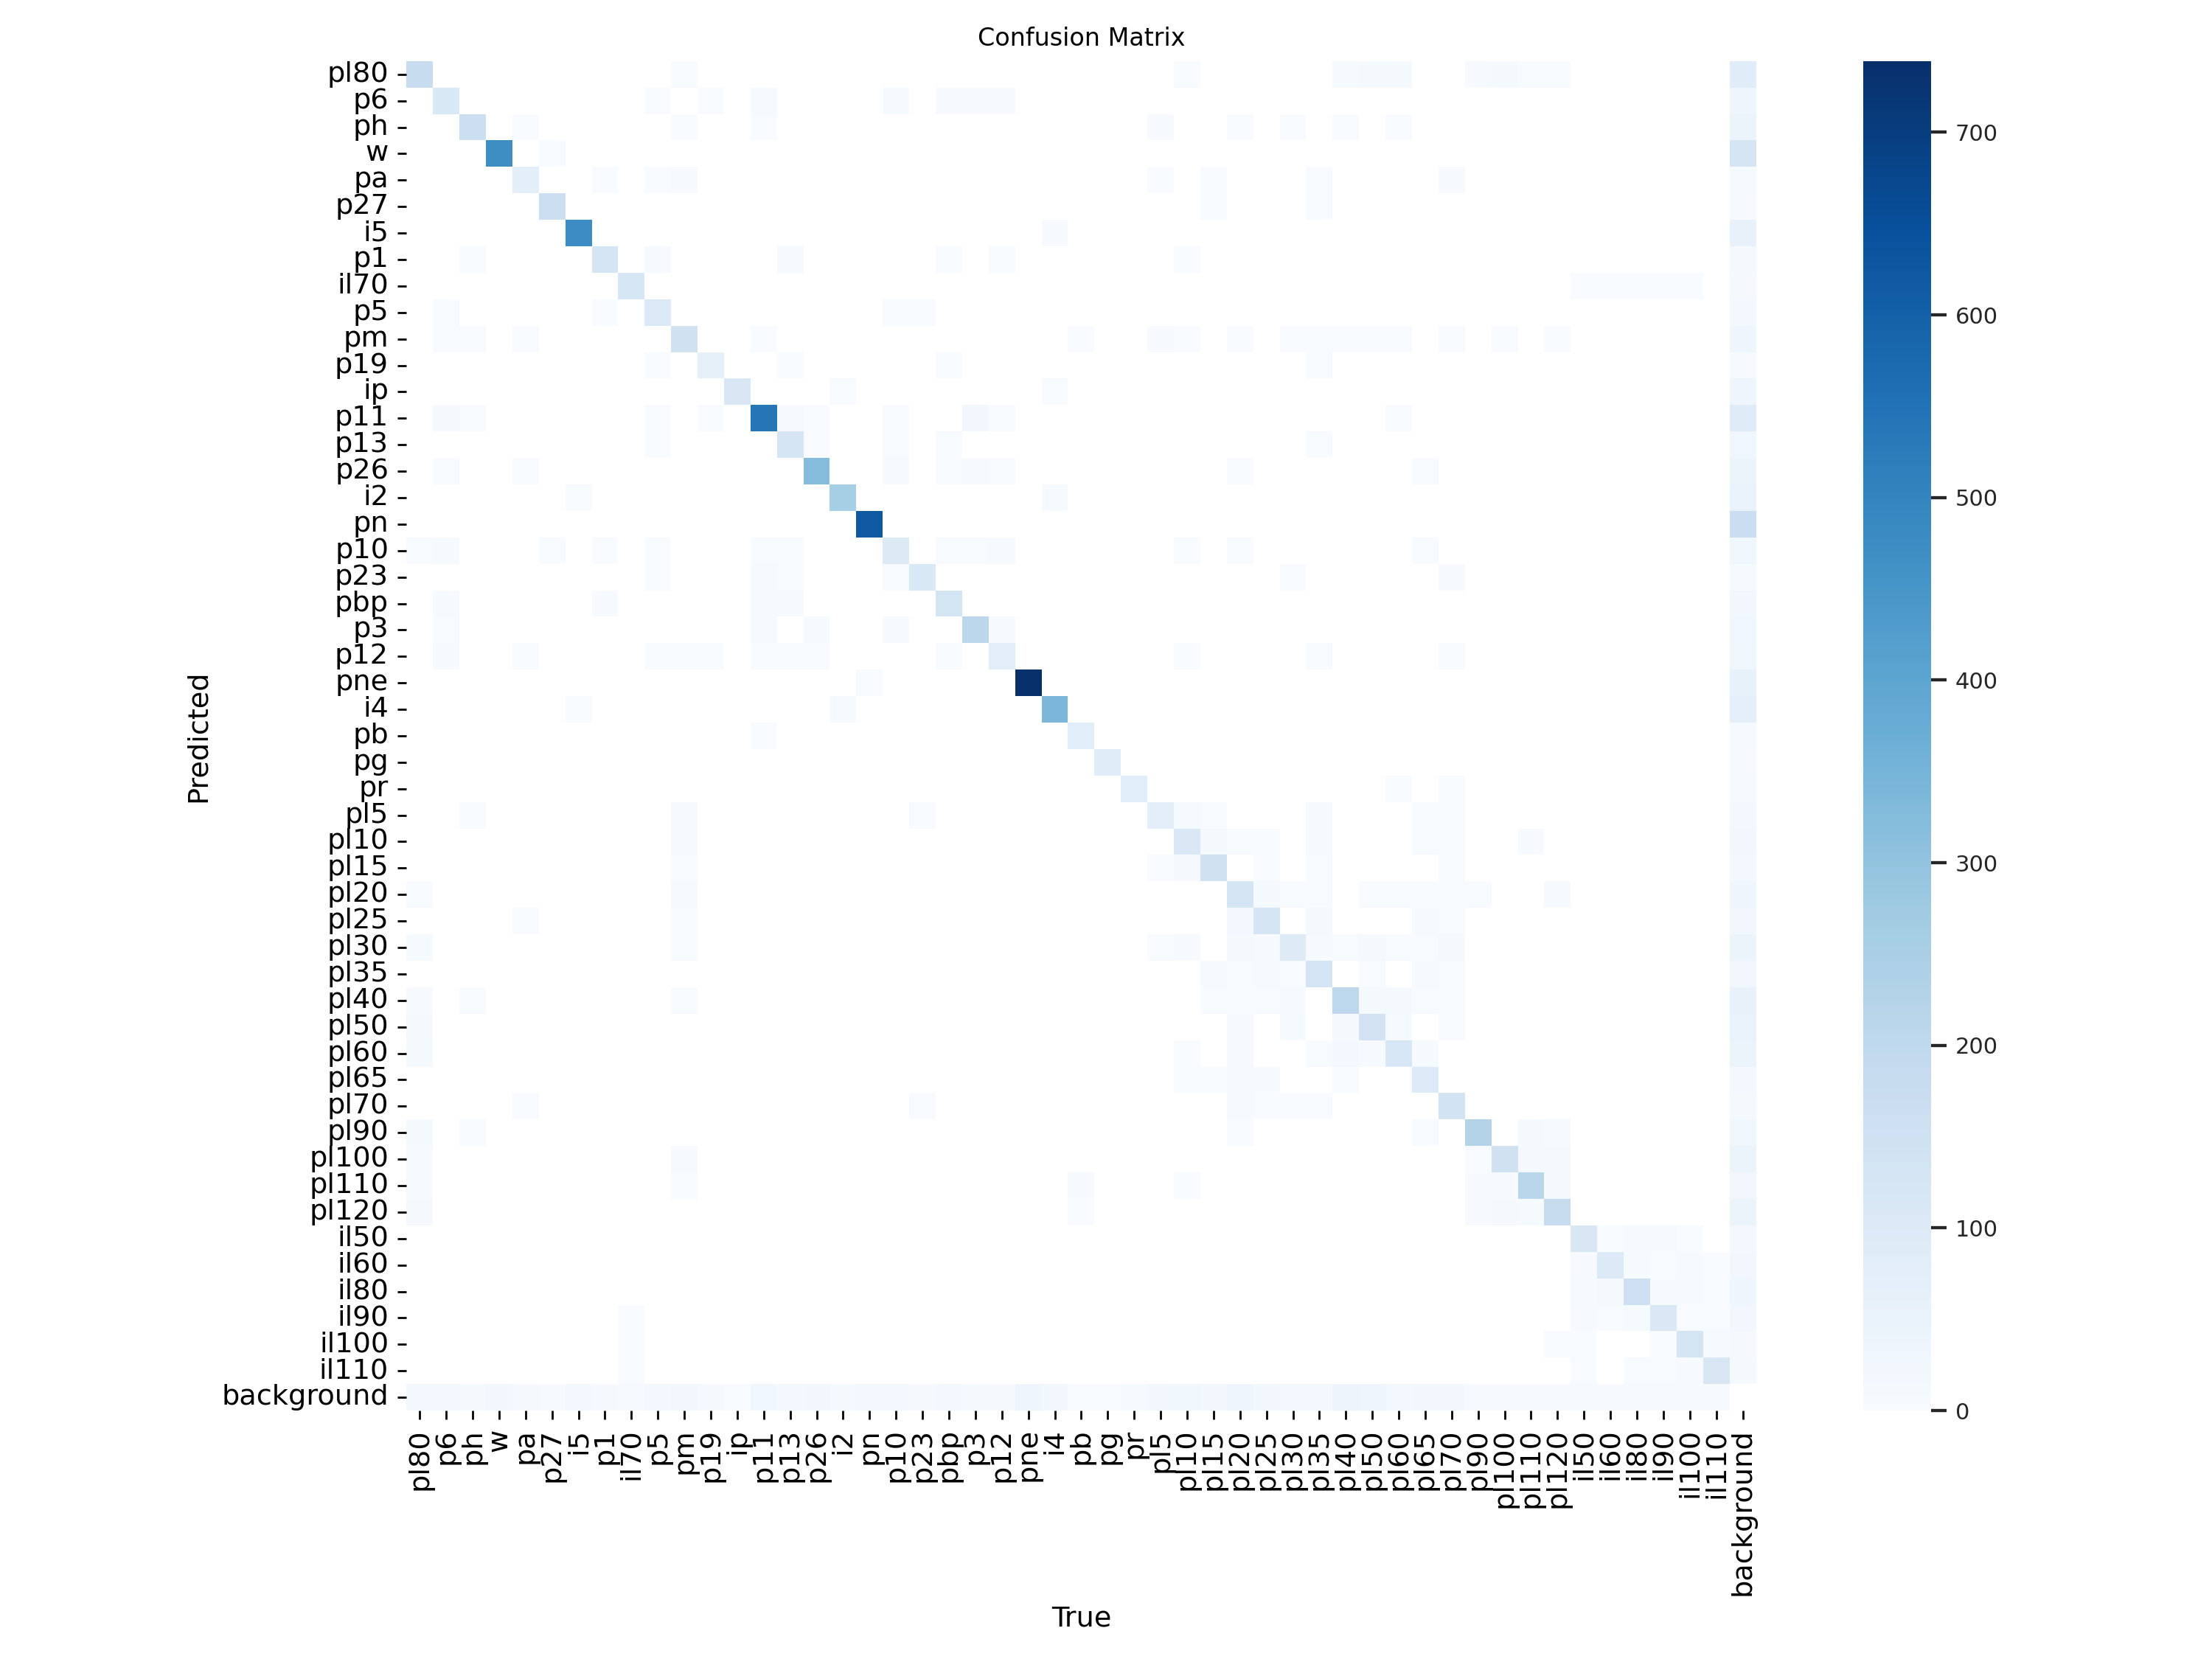 Confusion Matrix
Predicted
pl80
p6
ph
w
pa
p27
i5
p1
il70
p5
pm
p19
ip
p11
p13
p26
i2
pn
p10
p23
pbp
p3
p12
pne
i4
pb
pg
pr
pl5
pl10
pl15
pl20
pl25
pl30
pl35
pl40
pl50
pl60
pl65
pl70
pl90
pl100
pl110
pl120
il50
il60
il80
il90
il100
il110
background
pl80 p6 ph w pa p27 i5 p1 il70 p5 pm p19 ip p11 p13 p26 i2 pn p10 p23 pbp p3 p12 pne i4 pb pg pr pl5 pl10 pl15 pl20 pl25 pl30 pl35 pl40 pl50 pl60 pl65 pl70 pl90 pl100 pl110 pl120 il50 il60 il80 il90 il100 il110 background
True
700
600
500
400
300
200
100
0